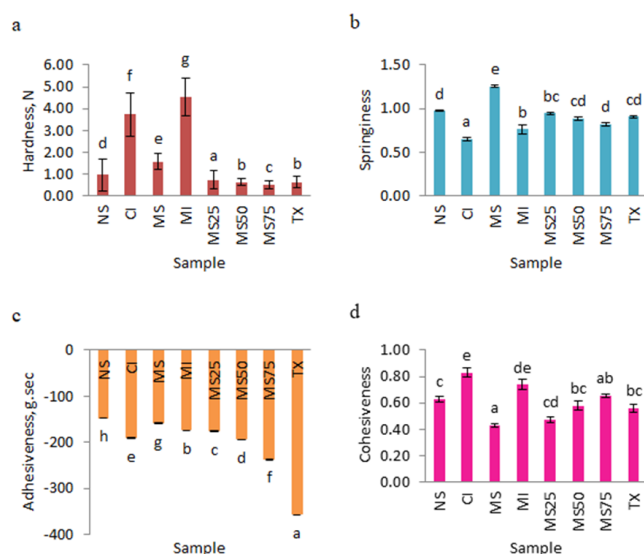 a
Hardness, N
6.00
5.00
4.00
3.00
2.00
1.00
0.00
d
f
e
g
a
b
c
b
NS
CI
MS
MI
MS25
MS50
MS75
TX
Sample
b
Springiness
1.50
1.00
0.50
0.00
d
a
e
b
bc
cd
d
cd
NS
CI
MS
MI
MS25
MS50
MS75
TX
Sample
c
Adhesiveness, g.sec
0
-100
-200
-300
-400
NS
CI
MS
MI
MS25
MS50
MS75
TX
h
e
g
b
c
d
f
a
Sample
d
Cohesiveness
1.00
0.80
0.60
0.40
0.20
0.00
c
e
a
de
cd
bc
ab
bc
NS
CI
MS
MI
MS25
MS50
MS75
TX
Sample